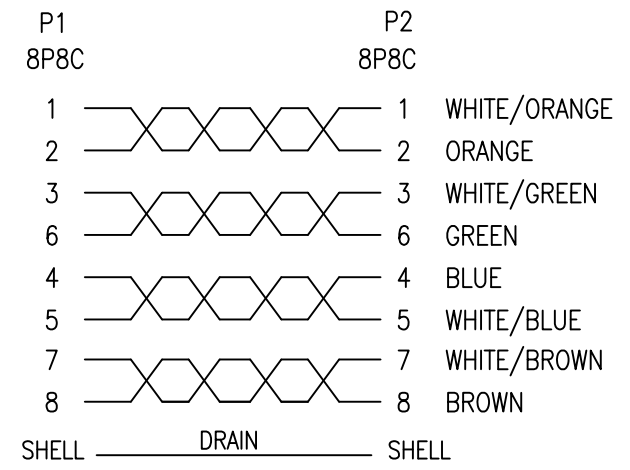 P1 P2
8P8C 8P8C
1 1 WHITE/ORANGE
2 2 ORANGE
3 3 WHITE/GREEN
6 6 GREEN
4 4 BLUE
5 5 WHITE/BLUE
7 7 WHITE/BROWN
8 8 BROWN
SHELL DRAIN SHELL